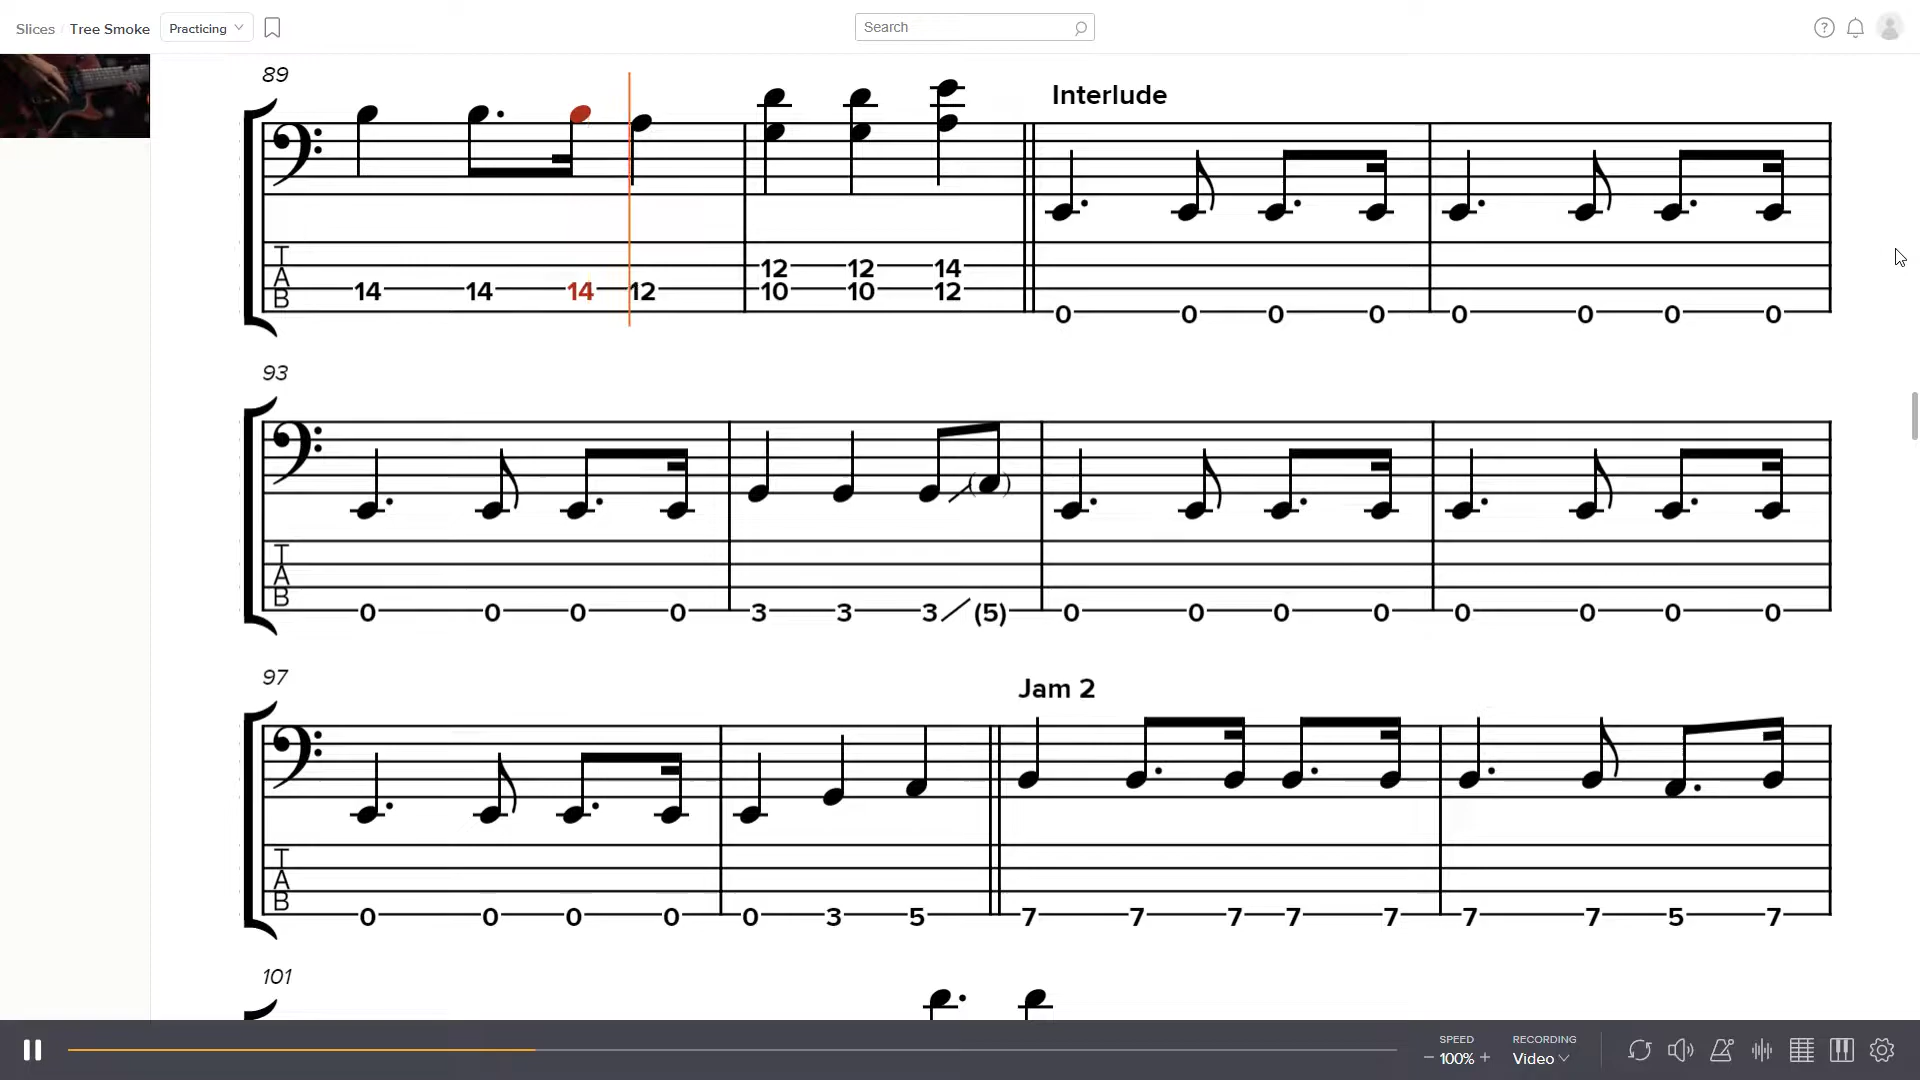 Slices / Tree Smoke Practicing Search
89
Interlude
T A B 14 14 14 12 12 12 14
10 10 12
0 0 0 0 0 0 0 0
93
T A B 0 0 0 0 3 3 3 (5) 0 0 0 0 0 0 0 0
97
Jam 2
T A B 0 0 0 0 0 3 5 7 7 7 7 7 7 7 5 7
101
SPEED RECORDING
− 100% + Video